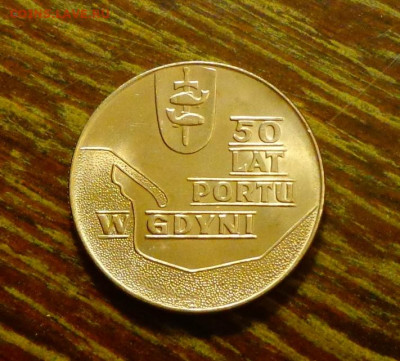 50
LAT
PORTU
W GDYNI